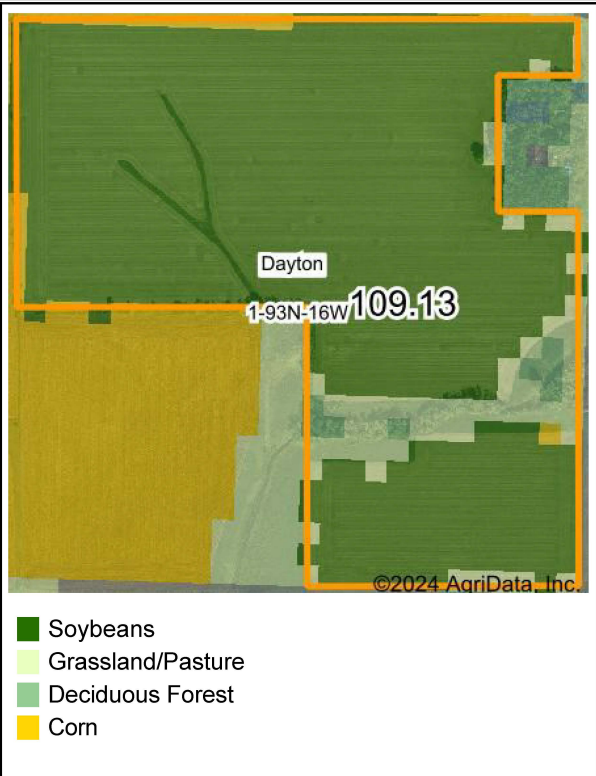 Dayton
1-93N-16W 109.13
©2024 AgriData, Inc.
Soybeans
Grassland/Pasture
Deciduous Forest
Corn